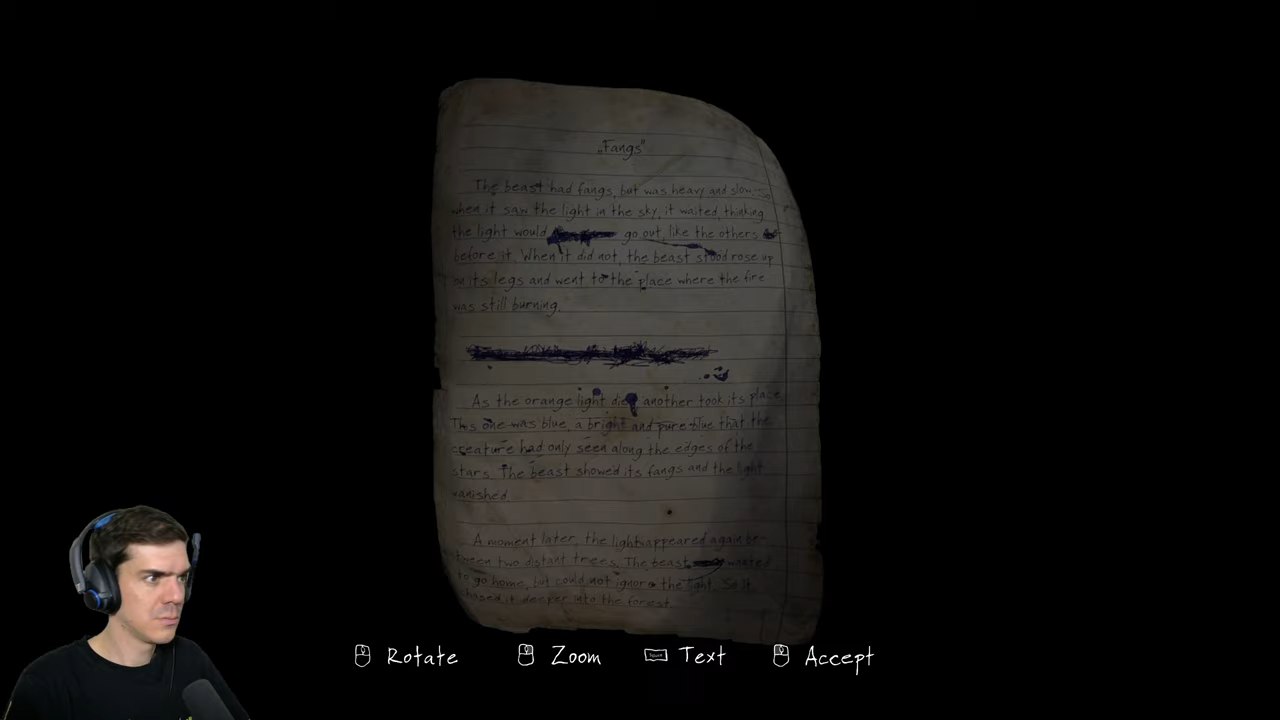 „Fangs"
The beast had fangs, but was heavy and slow
when it saw the light in the sky, it waited, thinking
the light would go out, like the others
before it. When it did not, the beast stood rose up
on its legs and went to the place where the fire
was still burning.
As the orange light died another took its place.
This one was blue, a bright and pure blue that the
creature had only seen along the edges of the
stars. The beast showed its fangs and the light
vanished.
A moment later, the light appeared again be-
tween two distant trees. The beast wanted
to go home, but could not ignore the light. So it
chased it deeper into the forest.
Rotate
Zoom
Text
Accept